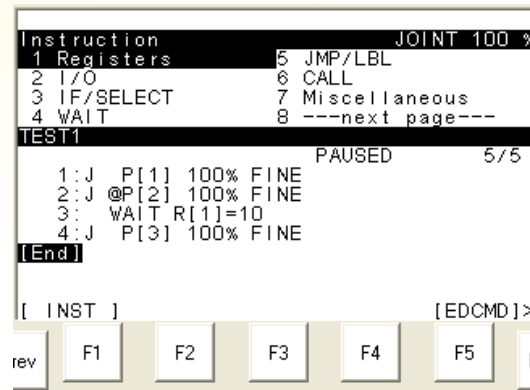 Instruction JOINT 100 %
1 Registers 5 JMP/LBL
2 I/O 6 CALL
3 IF/SELECT 7 Miscellaneous
4 WAIT 8 ---next page---
TEST1
PAUSED 5/5
1:J P[1] 100% FINE
2:J @P[2] 100% FINE
3: WAIT R[1]=10
4:J P[3] 100% FINE
[End]
[ INST ] [EDCMD]>
rev F1 F2 F3 F4 F5